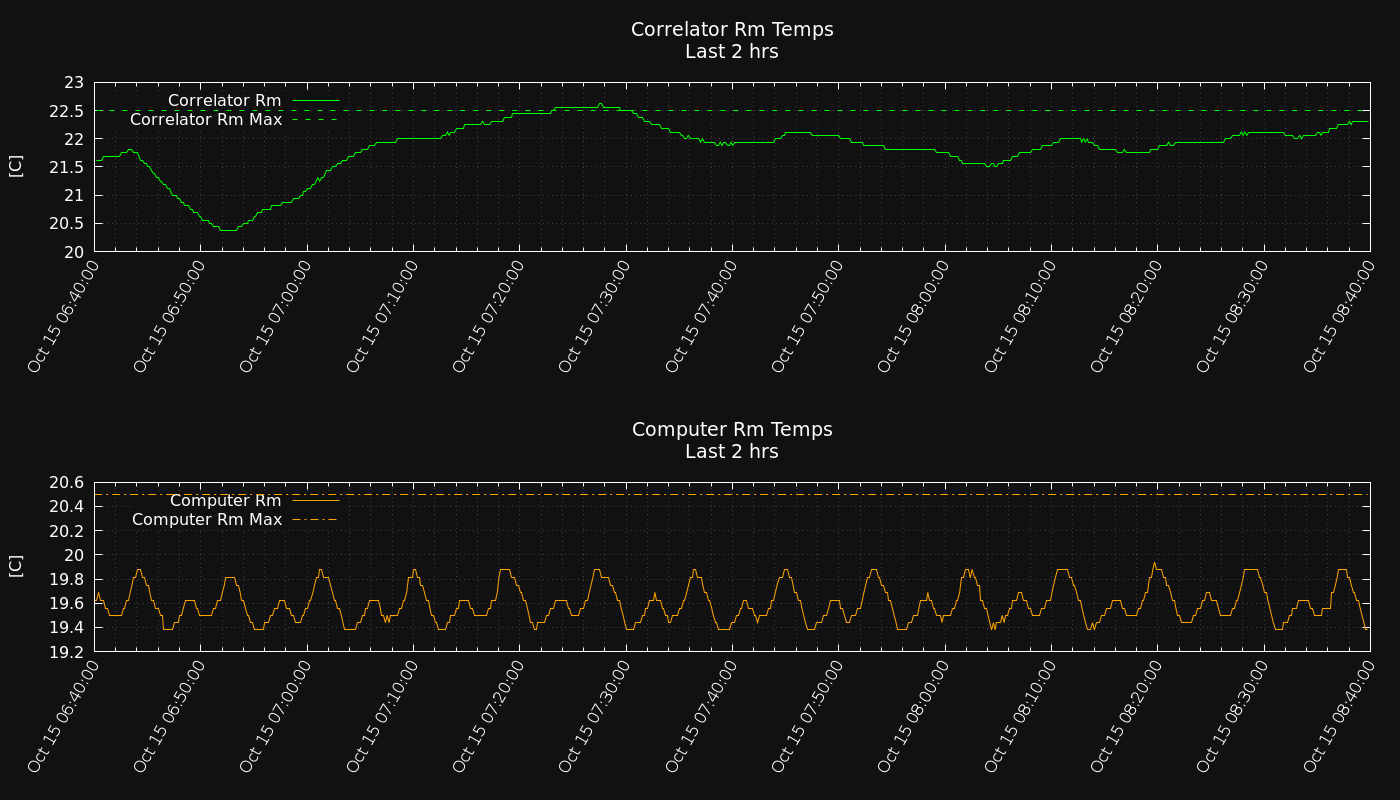 Correlator Rm Temps
Last 2 hrs
[C]
23
22.5
22
21.5
21
20.5
20
Correlator Rm
Correlator Rm Max
Oct 15 06:40:00
Oct 15 06:50:00
Oct 15 07:00:00
Oct 15 07:10:00
Oct 15 07:20:00
Oct 15 07:30:00
Oct 15 07:40:00
Oct 15 07:50:00
Oct 15 08:00:00
Oct 15 08:10:00
Oct 15 08:20:00
Oct 15 08:30:00
Oct 15 08:40:00
Computer Rm Temps
Last 2 hrs
[C]
20.6
20.4
20.2
20
19.8
19.6
19.4
19.2
Computer Rm
Computer Rm Max
Oct 15 06:40:00
Oct 15 06:50:00
Oct 15 07:00:00
Oct 15 07:10:00
Oct 15 07:20:00
Oct 15 07:30:00
Oct 15 07:40:00
Oct 15 07:50:00
Oct 15 08:00:00
Oct 15 08:10:00
Oct 15 08:20:00
Oct 15 08:30:00
Oct 15 08:40:00